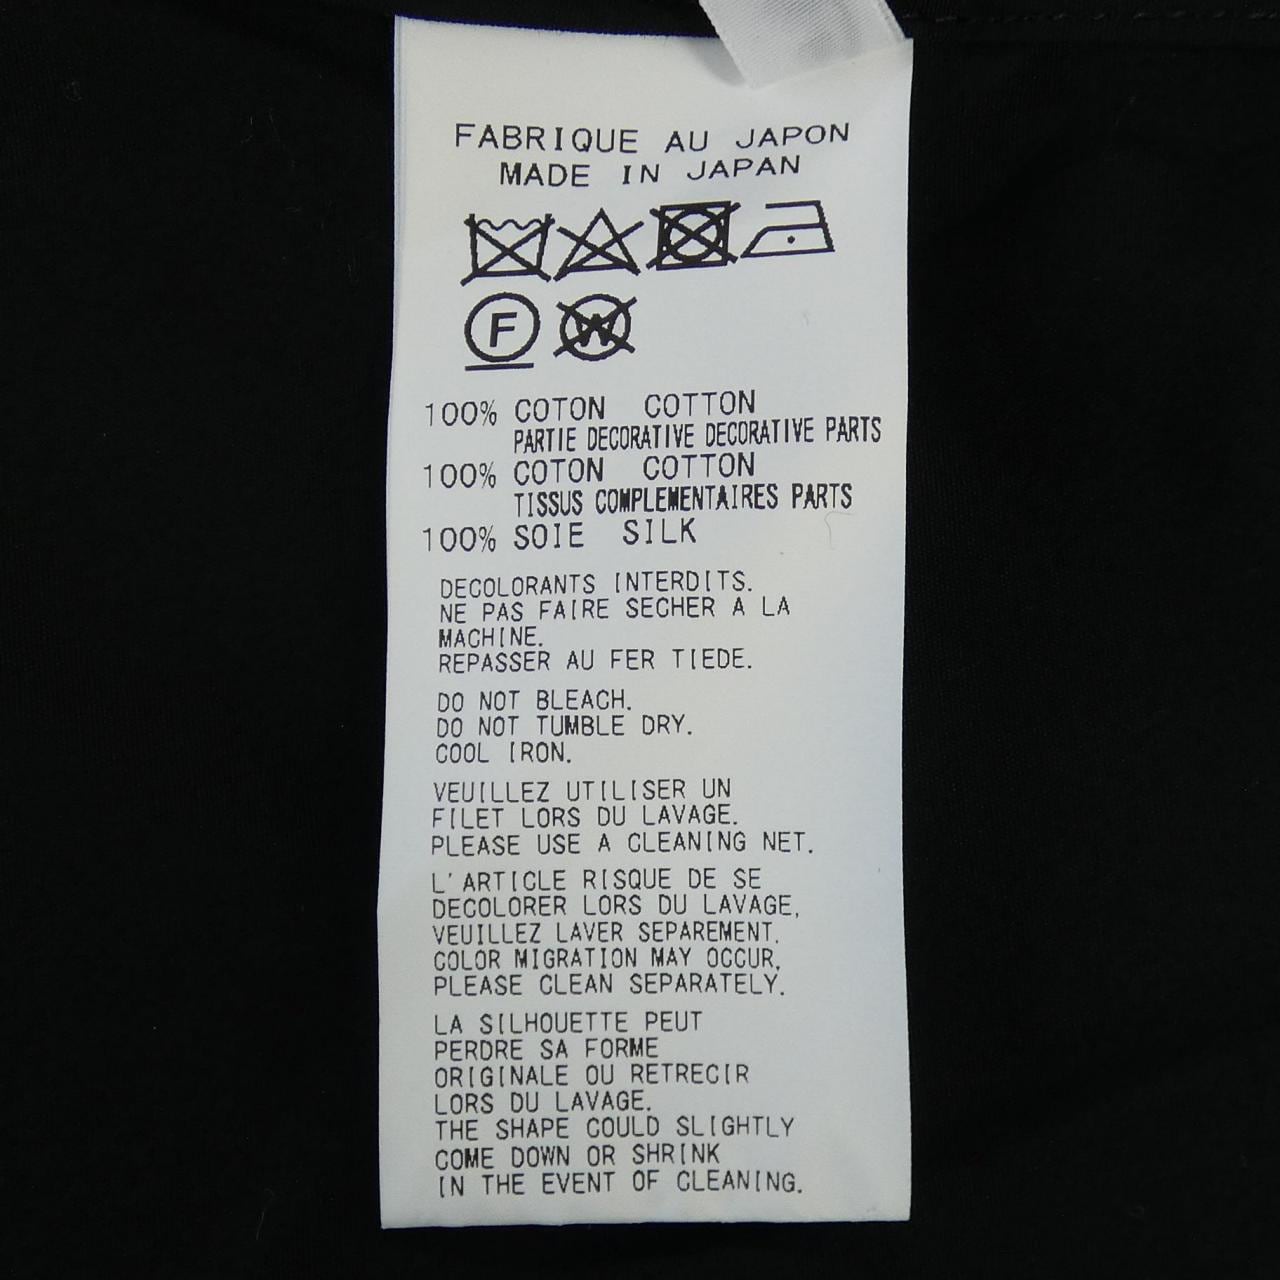 FABRIQUE AU JAPON
MADE IN JAPAN
F W
100% COTON COTTON
PARTIE DECORATIVE DECORATIVE PARTS
100% COTON COTTON
TISSUS COMPLEMENTAIRES PARTS
100% SOIE SILK
DECOLORANTS INTERDITS.
NE PAS FAIRE SECHER A LA
MACHINE.
REPASSER AU FER TIEDE.
DO NOT BLEACH.
DO NOT TUMBLE DRY.
COOL IRON.
VEUILLEZ UTILISER UN
FILET LORS DU LAVAGE.
PLEASE USE A CLEANING NET.
L'ARTICLE RISQUE DE SE
DECOLORER LORS DU LAVAGE,
VEUILLEZ LAVER SEPAREMENT.
COLOR MIGRATION MAY OCCUR,
PLEASE CLEAN SEPARATELY.
LA SILHOUETTE PEUT
PERDRE SA FORME
ORIGINALE OU RETRECIR
LORS DU LAVAGE.
THE SHAPE COULD SLIGHTLY
COME DOWN OR SHRINK
IN THE EVENT OF CLEANING.